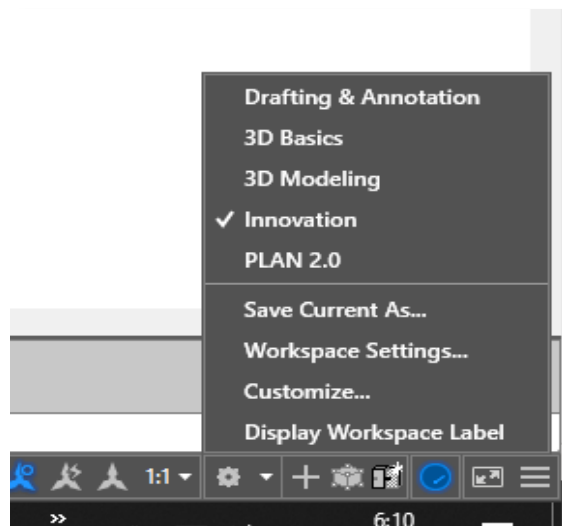 Drafting & Annotation
3D Basics
3D Modeling
✓ Innovation
PLAN 2.0
Save Current As...
Workspace Settings...
Customize...
Display Workspace Label
1:1
6:10